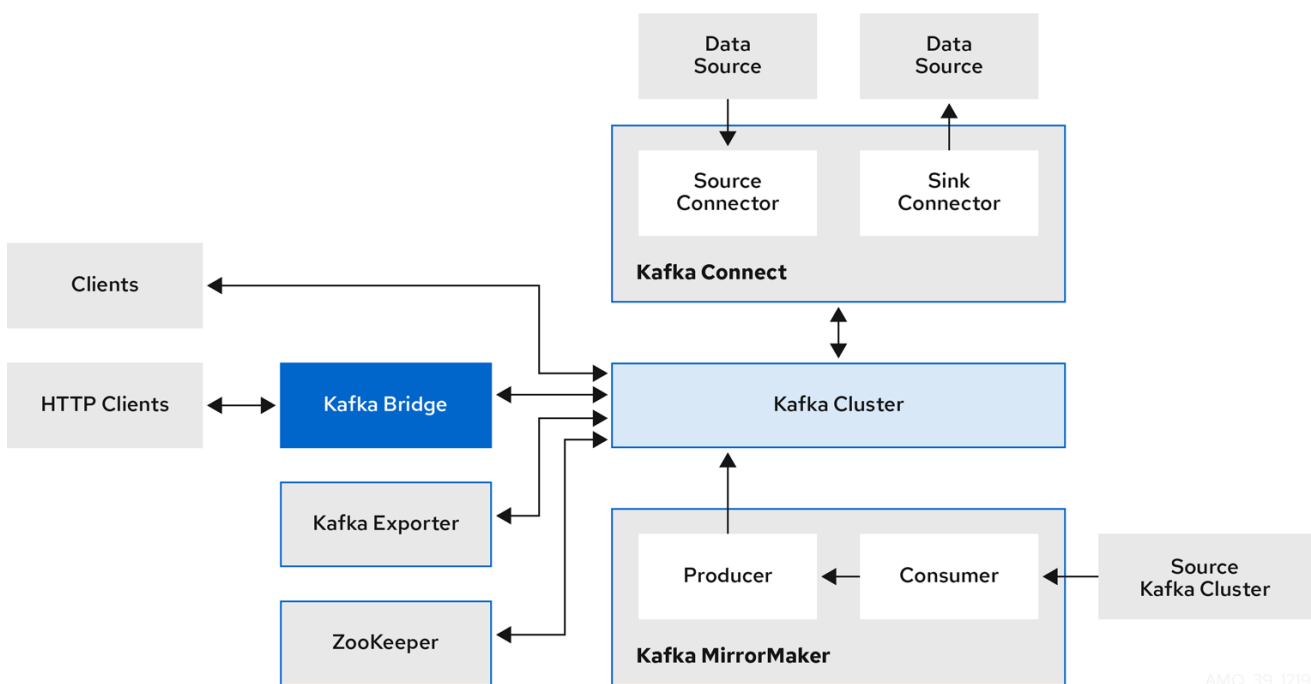 Data
Source
Data
Source
Source
Connector
Sink
Connector
Kafka Connect
Clients
HTTP Clients
Kafka Bridge
Kafka Cluster
Kafka Exporter
Producer
Consumer
Source
Kafka Cluster
ZooKeeper
Kafka MirrorMaker